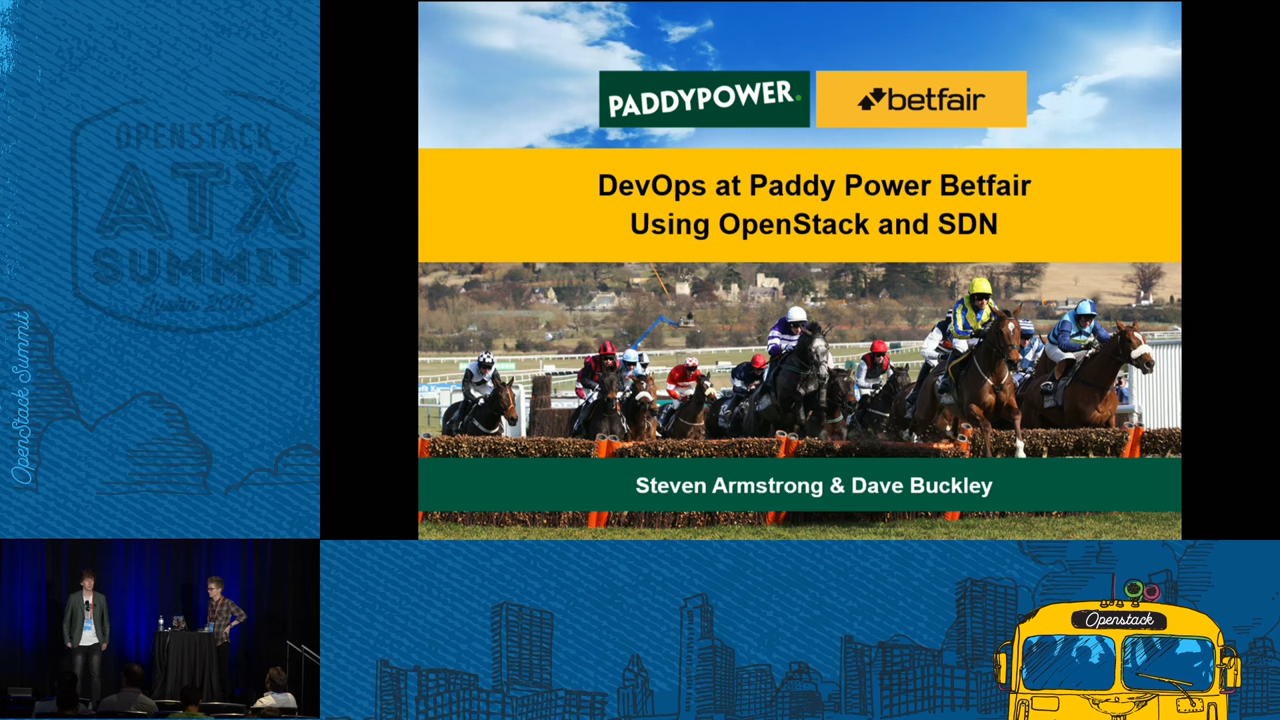 OPENSTACK
ATX
SUMMIT
Austin, 2016
OpenStack Summit
PADDYPOWER.
betfair
DevOps at Paddy Power Betfair
Using OpenStack and SDN
Steven Armstrong & Dave Buckley
Openstack